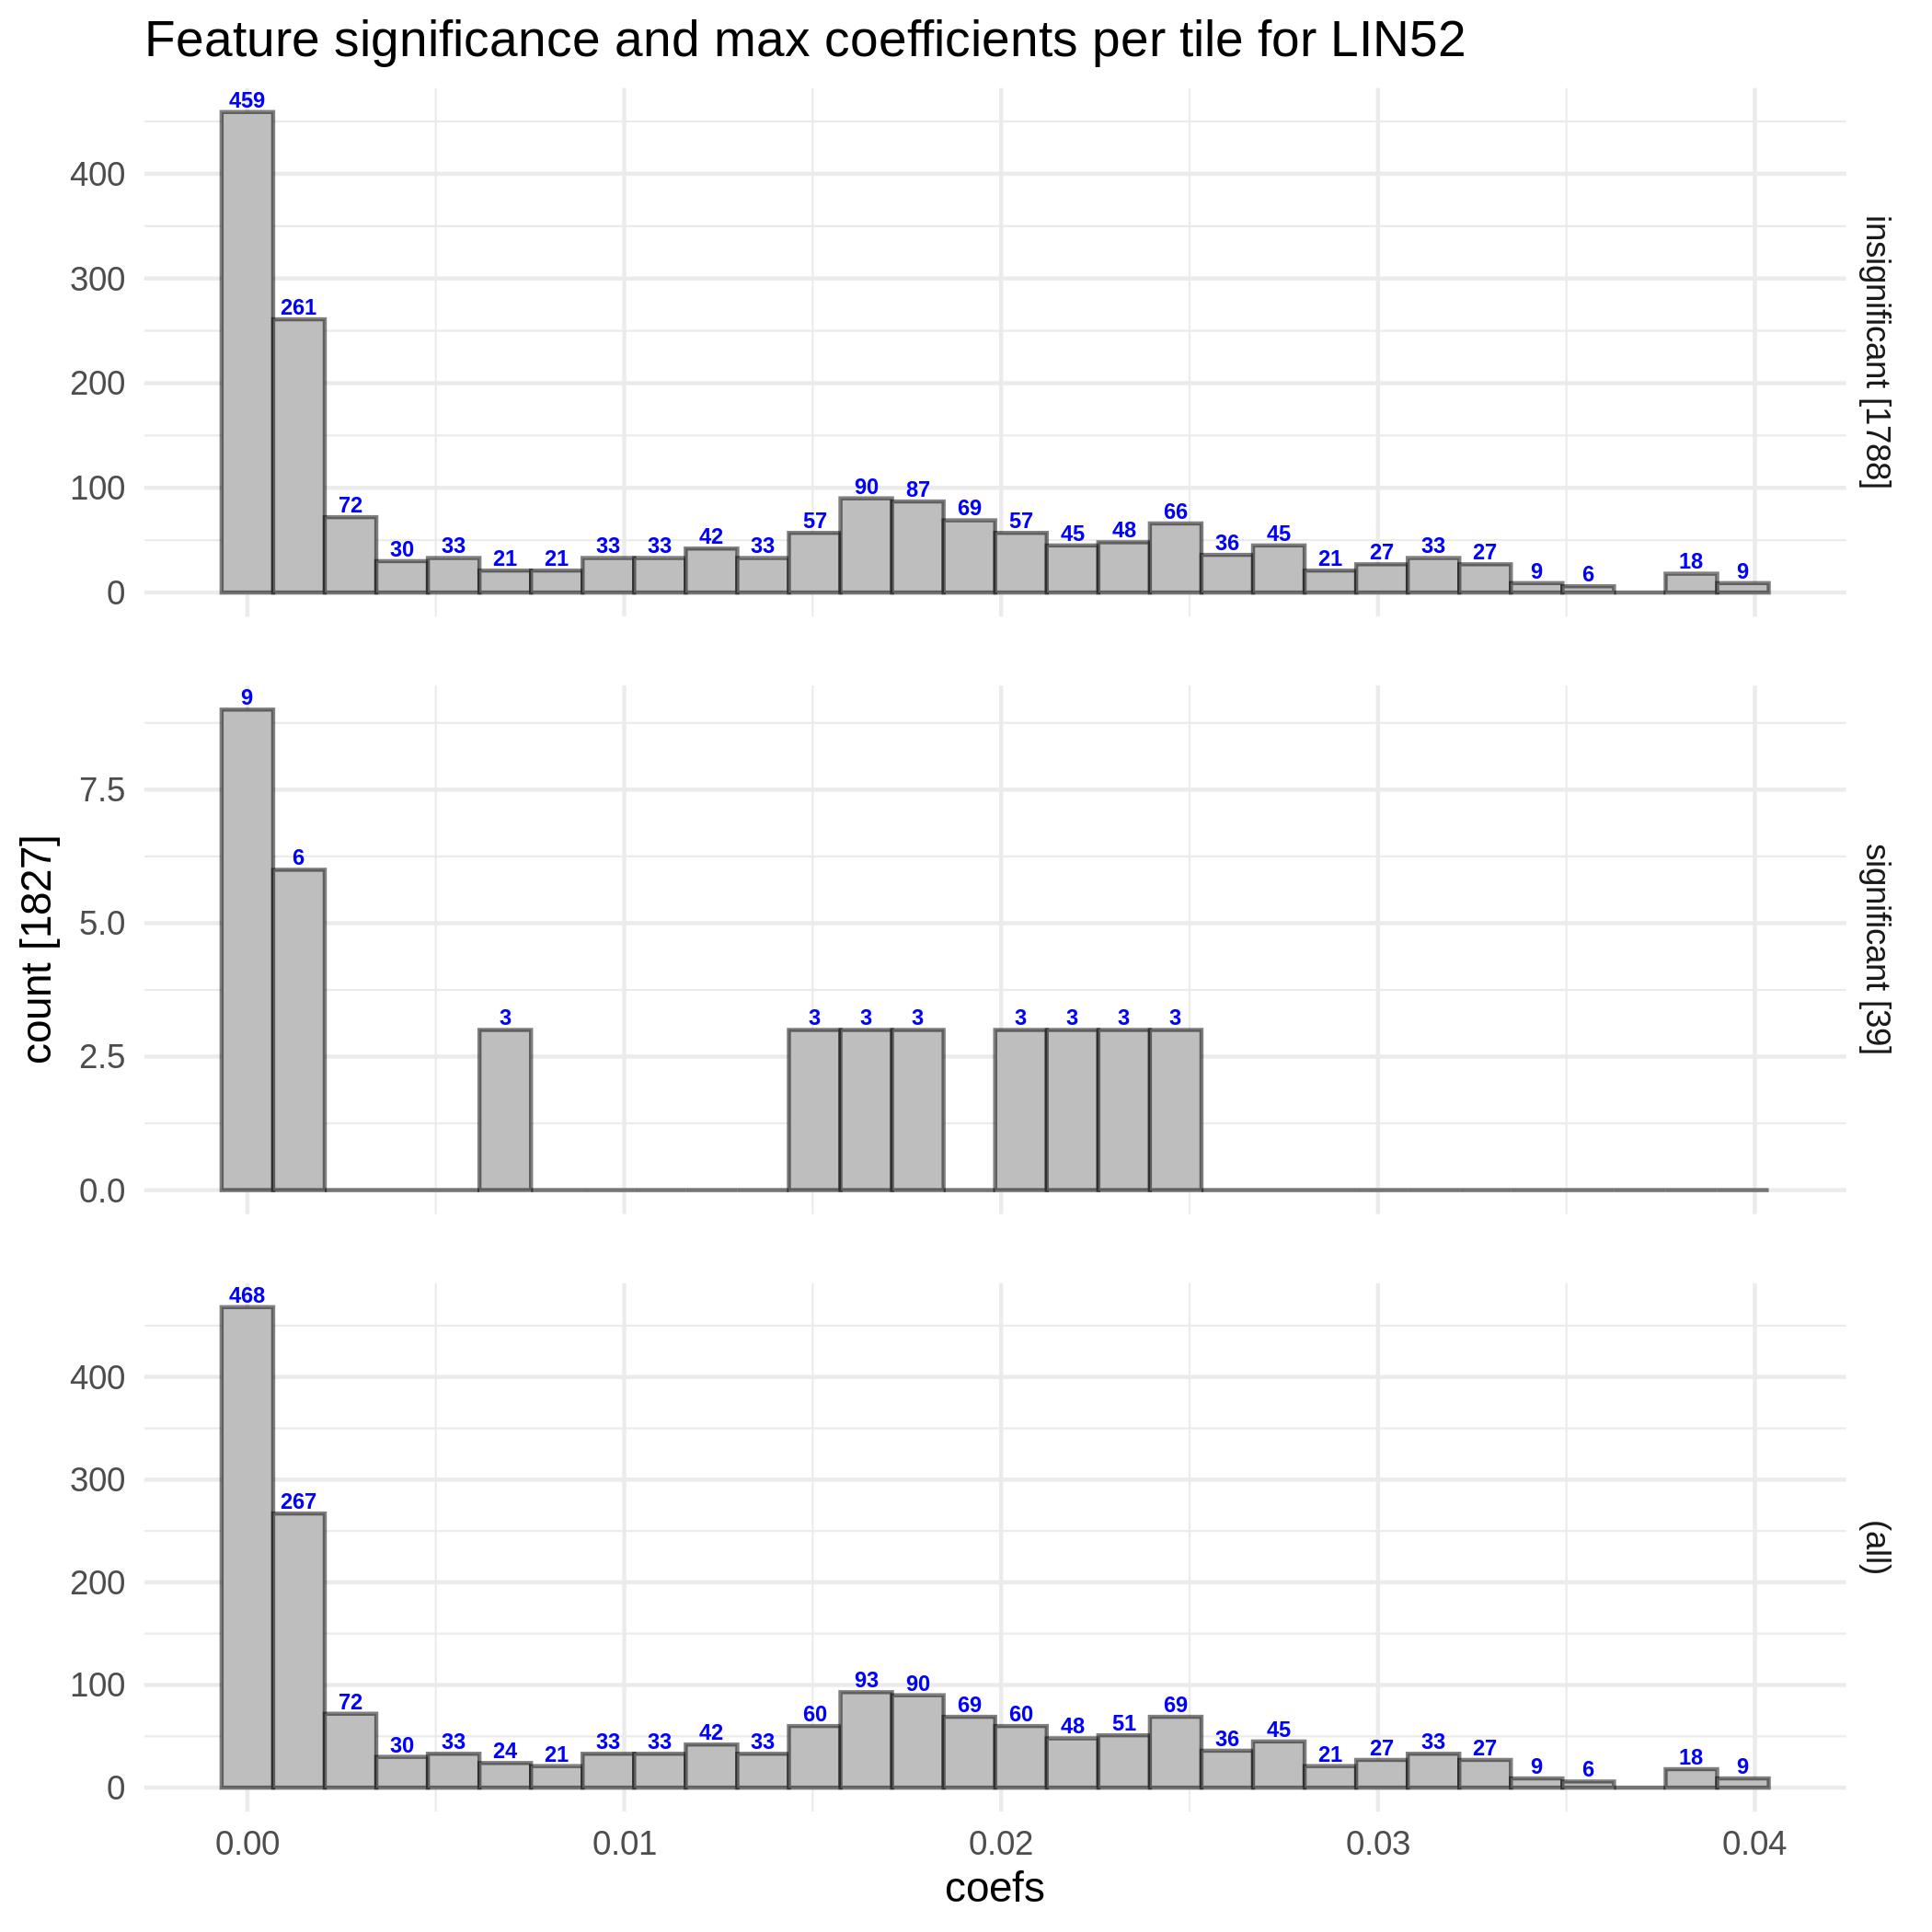 Feature significance and max coefficients per tile for LIN52
459
400
261
300
200
100
72 30 33 21 21 33 33 42 33 57 90 87 69 57 45 48 66 36 45 21 27 33 27 9 6 18 9
0
insignificant [1788]
9
7.5
6
5.0
3 3 3 3 3 3 3 3
2.5
0.0
significant [39]
count [1827]
468
400
300
267
200
100
72 30 33 24 21 33 33 42 33 60 93 90 69 60 48 51 69 36 45 21 27 33 27 9 6 18 9
0
(all)
0.00 0.01 0.02 0.03 0.04
coefs